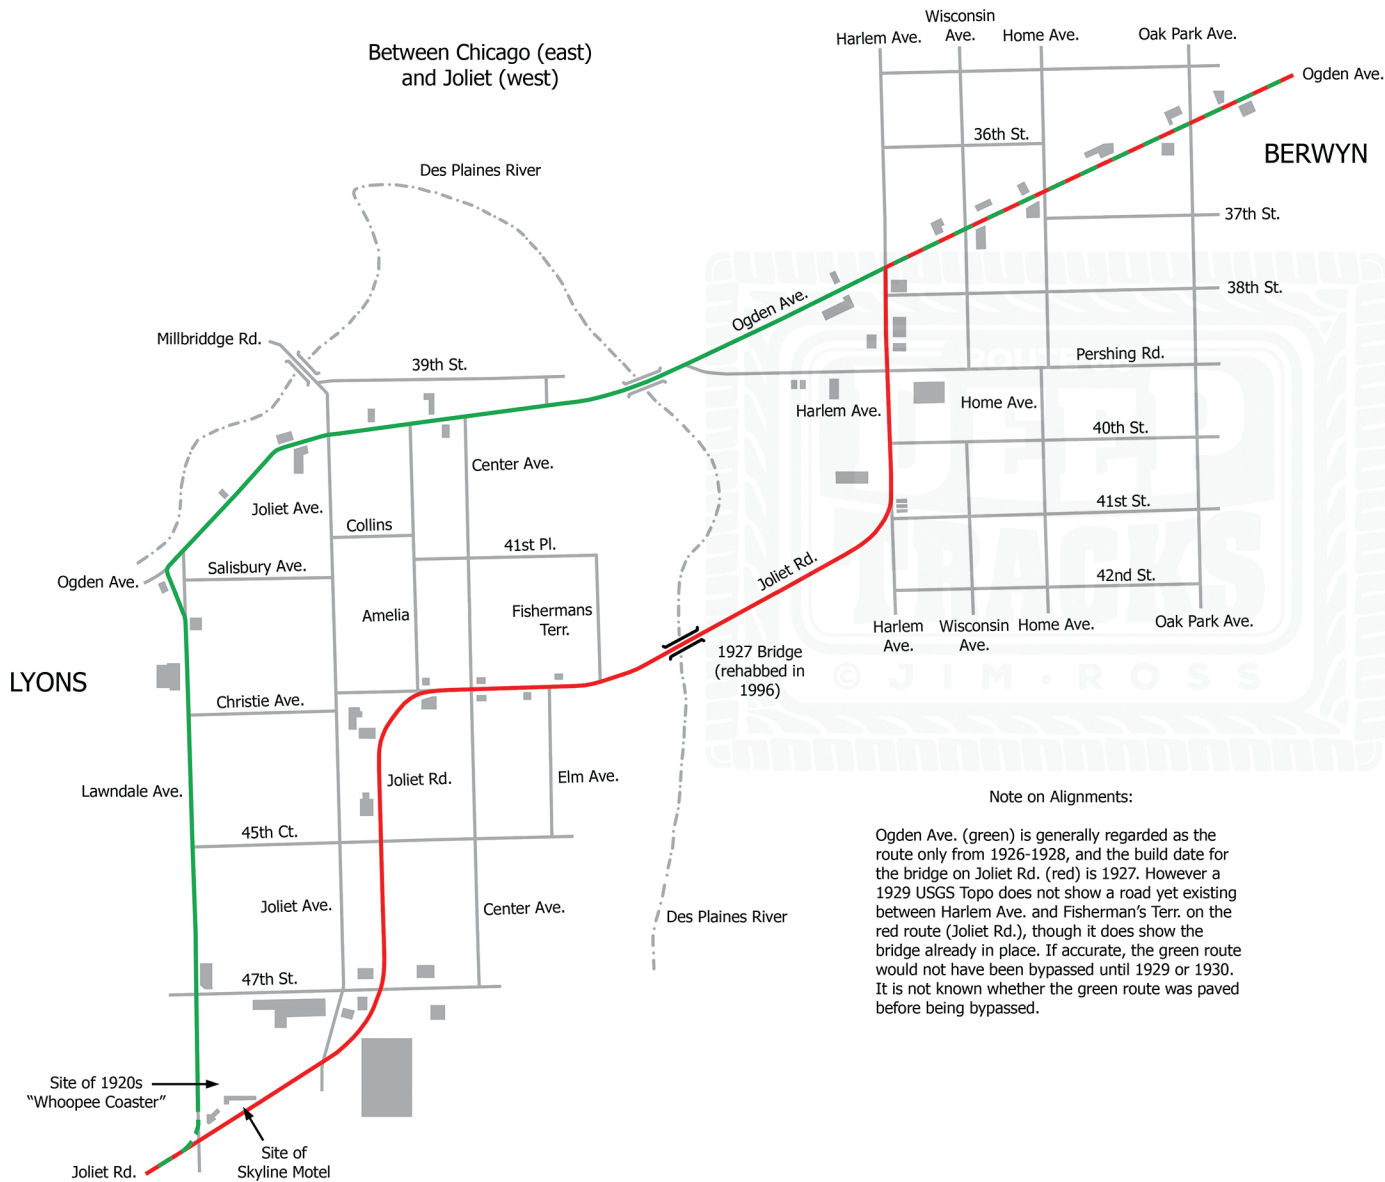 Between Chicago (east)
and Joliet (west)
Harlem Ave.
Wisconsin
Ave.
Home Ave.
Oak Park Ave.
Ogden Ave.
36th St.
BERWYN
Des Plaines River
37th St.
38th St.
Ogden Ave.
Millbriddge Rd.
39th St.
ROUTE
Pershing Rd.
Harlem Ave.
Home Ave.
DEEP
40th St.
Center Ave.
Joliet Ave.
Collins
41st St.
41st Pl.
TRACKS
Salisbury Ave.
Ogden Ave.
Joliet Rd.
42nd St.
Amelia
Fishermans
Terr.
Harlem
Ave.
Wisconsin
Ave.
Home Ave.
Oak Park Ave.
1927 Bridge
(rehabbed in
1996)
© JIM · ROSS
LYONS
Christie Ave.
Joliet Rd.
Elm Ave.
Lawndale Ave.
Note on Alignments:
45th Ct.
Ogden Ave. (green) is generally regarded as the
route only from 1926-1928, and the build date for
the bridge on Joliet Rd. (red) is 1927. However a
1929 USGS Topo does not show a road yet existing
between Harlem Ave. and Fisherman's Terr. on the
red route (Joliet Rd.), though it does show the
bridge already in place. If accurate, the green route
would not have been bypassed until 1929 or 1930.
It is not known whether the green route was paved
before being bypassed.
Joliet Ave.
Center Ave.
Des Plaines River
47th St.
Site of 1920s
“Whoopee Coaster”
Site of
Skyline Motel
Joliet Rd.